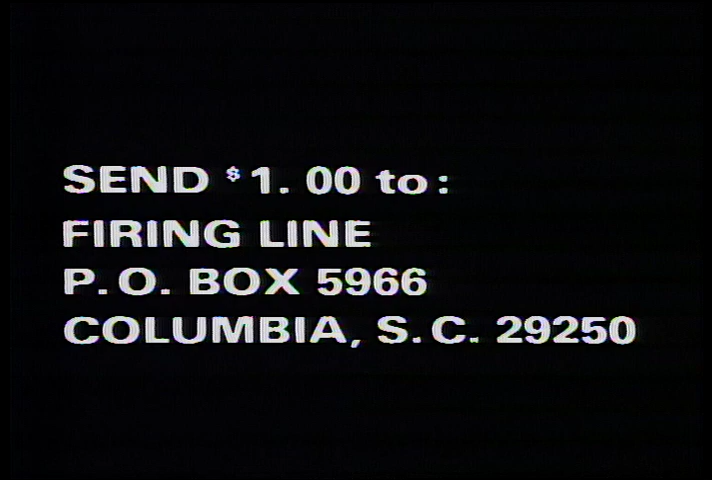 SEND $1.00 to:
FIRING LINE
P.O. BOX 5966
COLUMBIA, S.C. 29250